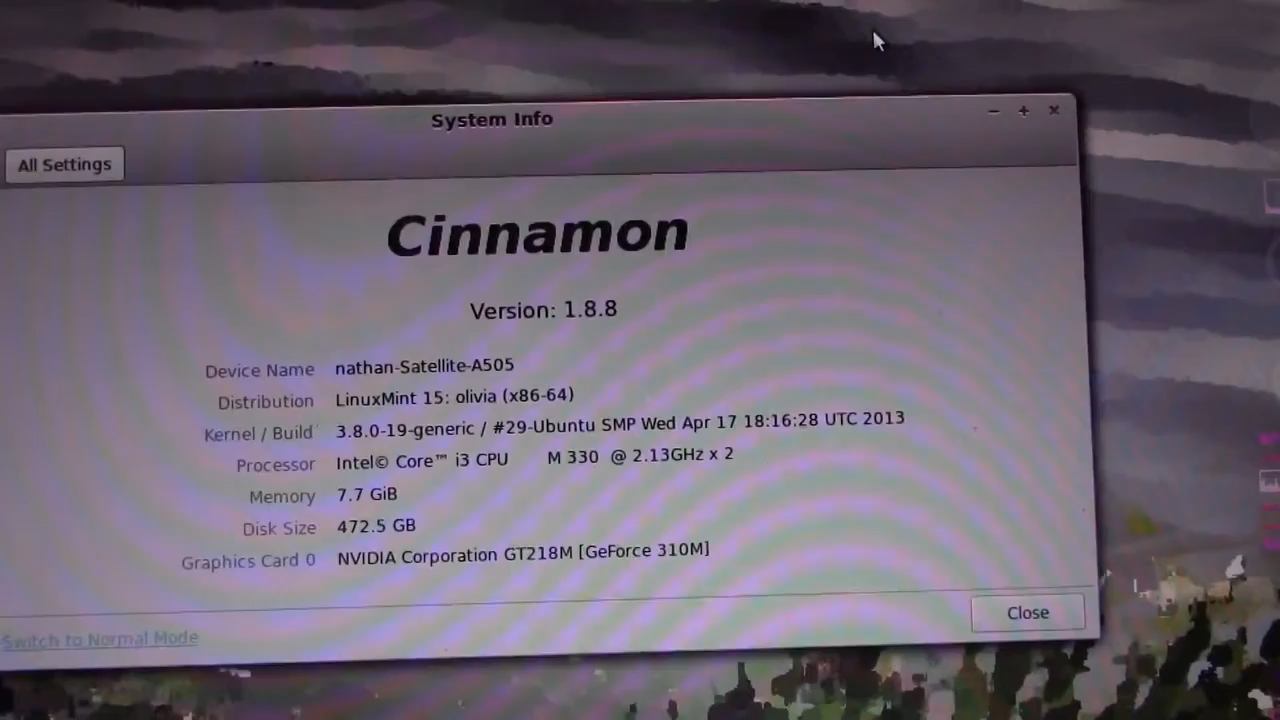 System Info
All Settings
Cinnamon
Version: 1.8.8
Device Name nathan-Satellite-A505
Distribution LinuxMint 15: olivia (x86-64)
Kernel / Build 3.8.0-19-generic / #29-Ubuntu SMP Wed Apr 17 18:16:28 UTC 2013
Processor Intel© Core™ i3 CPU M 330 @ 2.13GHz x 2
Memory 7.7 GiB
Disk Size 472.5 GB
Graphics Card 0 NVIDIA Corporation GT218M [GeForce 310M]
Close
Switch to Normal Mode